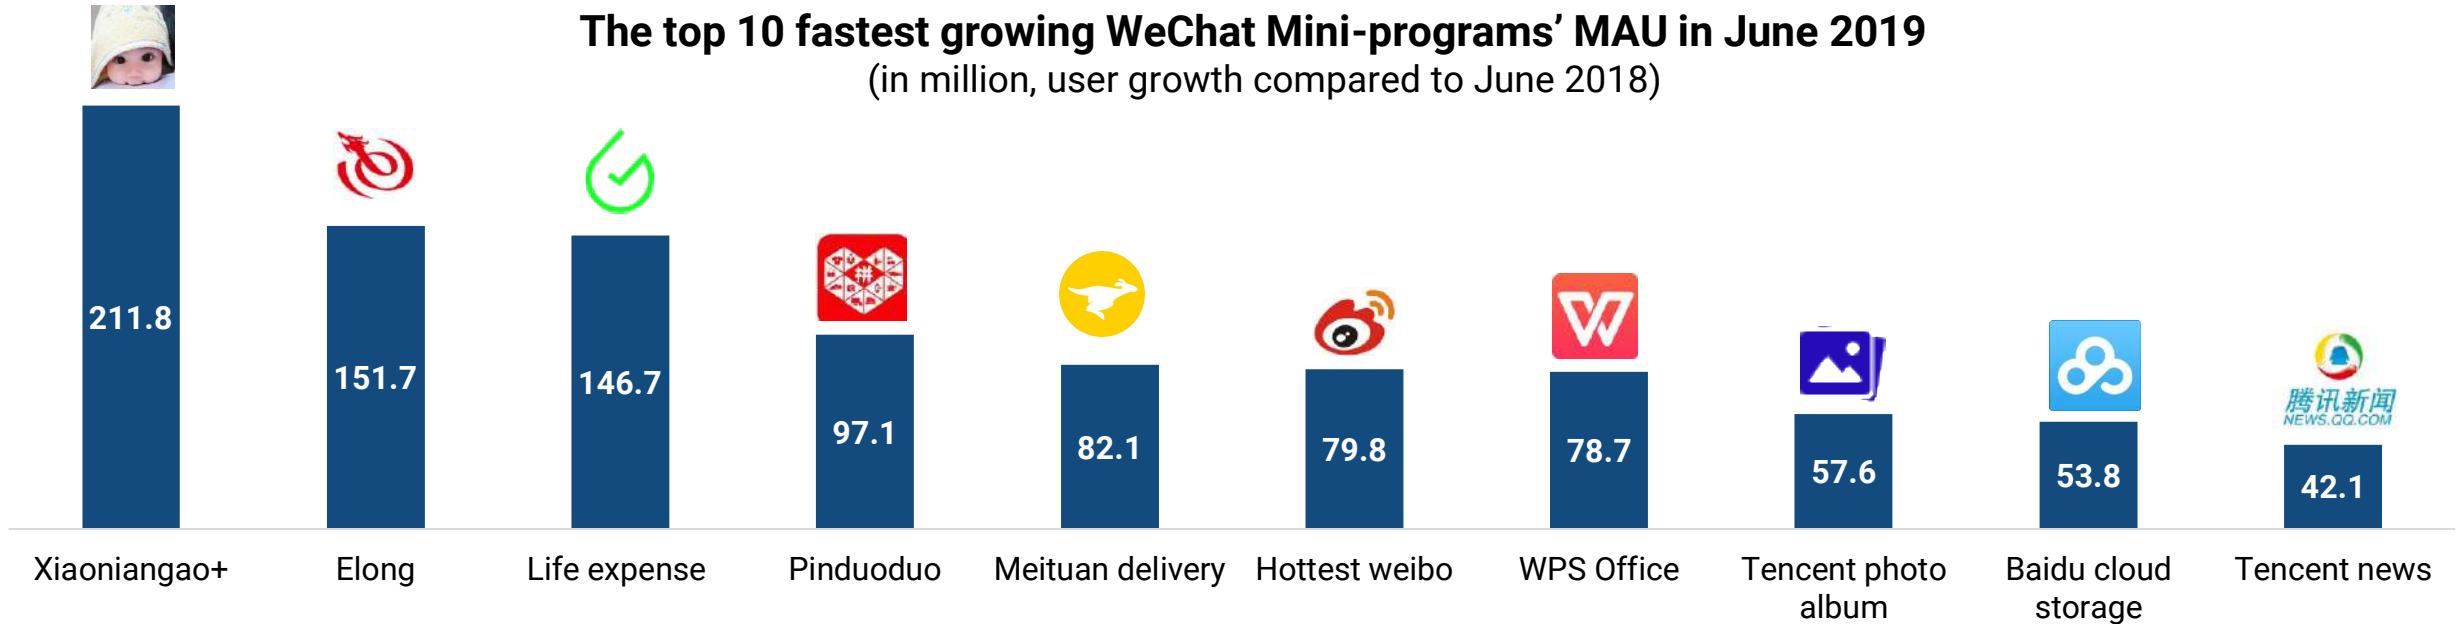 The top 10 fastest growing WeChat Mini-programs’ MAU in June 2019
(in million, user growth compared to June 2018)
211.8
151.7
146.7
97.1
82.1
79.8
78.7
57.6
53.8
42.1
拼
腾讯新闻
NEWS.QQ.COM
Xiaoniangao+
Elong
Life expense
Pinduoduo
Meituan delivery
Hottest weibo
WPS Office
Tencent photo
album
Baidu cloud
storage
Tencent news